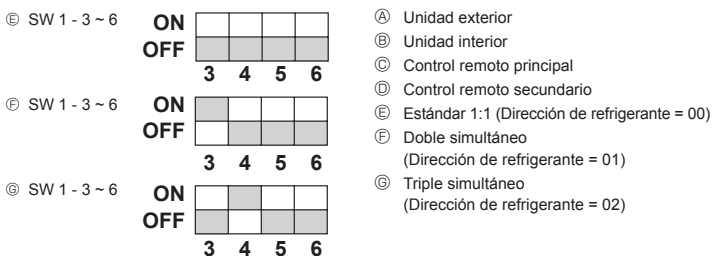 Ⓔ SW 1 - 3 ~ 6
ON
OFF
3 4 5 6
Ⓕ SW 1 - 3 ~ 6
ON
OFF
3 4 5 6
Ⓖ SW 1 - 3 ~ 6
ON
OFF
3 4 5 6
Ⓐ Unidad exterior
Ⓑ Unidad interior
Ⓒ Control remoto principal
Ⓓ Control remoto secundario
Ⓔ Estándar 1:1 (Dirección de refrigerante = 00)
Ⓕ Doble simultáneo
(Dirección de refrigerante = 01)
Ⓖ Triple simultáneo
(Dirección de refrigerante = 02)